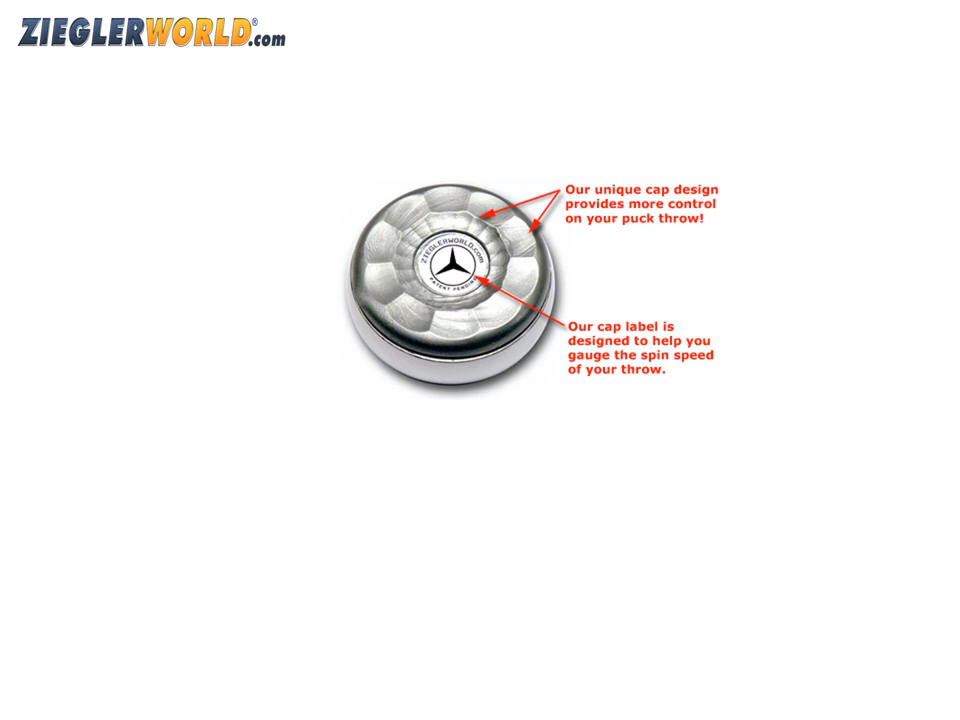 ZIEGLERWORLD®.com
Our unique cap design
provides more control
on your puck throw!
ZIEGLERWORLD.com
PATENT PENDING
Our cap label is
designed to help you
gauge the spin speed
of your throw.